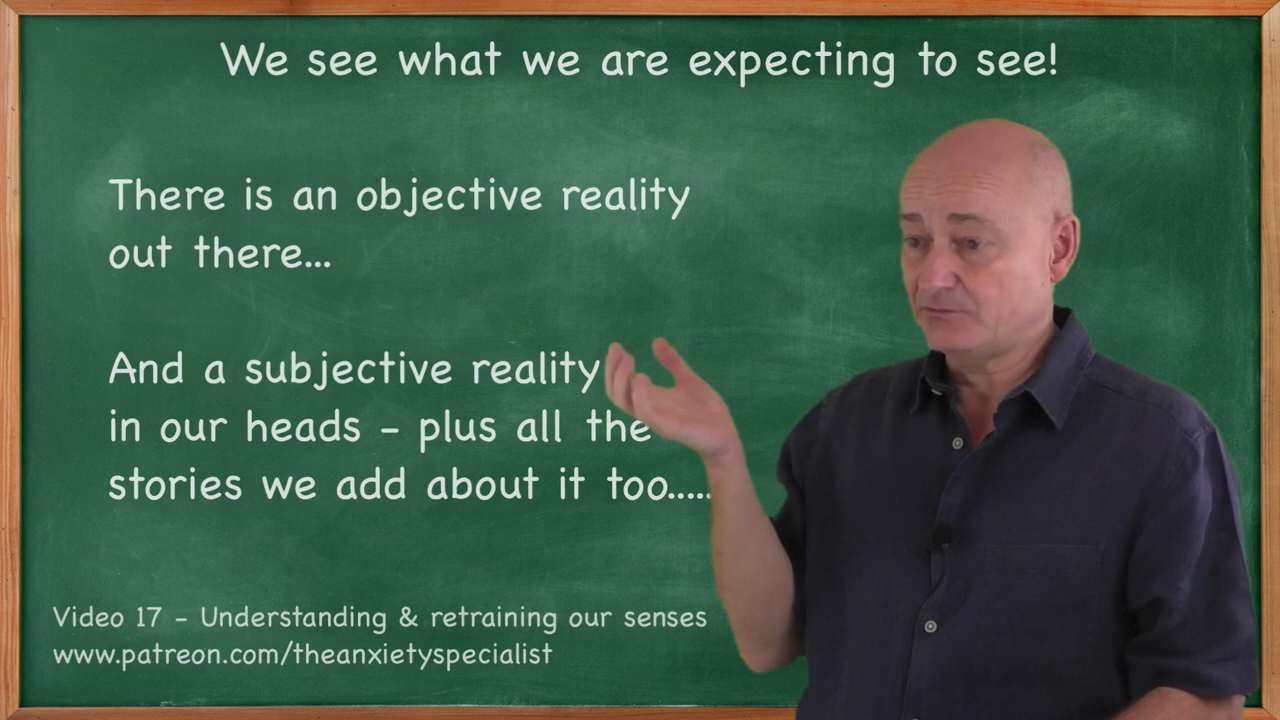 We see what we are expecting to see!
There is an objective reality
out there...
And a subjective reality
in our heads - plus all the
stories we add about it too.....
Video 17 - Understanding & retraining our senses
www.patreon.com/theanxietyspecialist